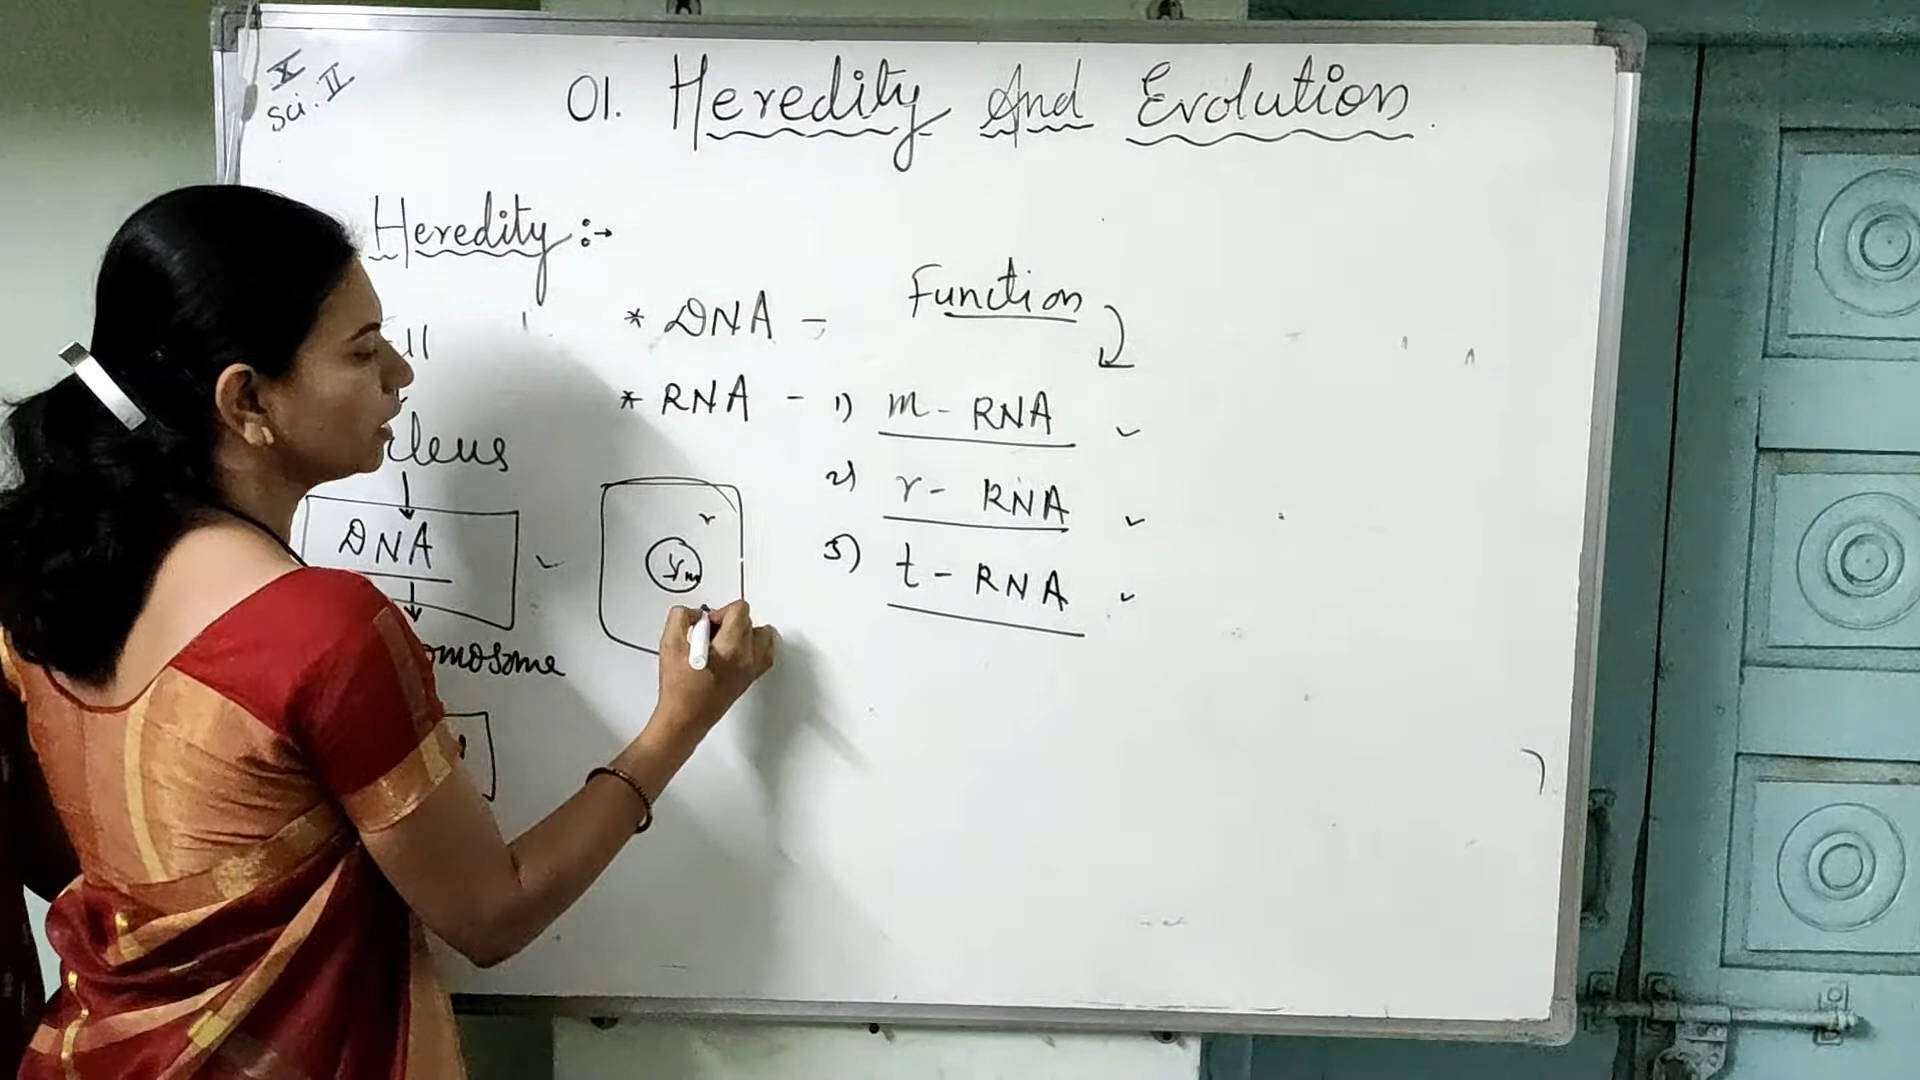 X
Sci. II
01. Heredity And Evolution.
Heredity :→
* DNA -
Function
* RNA - 1) m - RNA
2) r - RNA
3) t - RNA
DNA
r
m